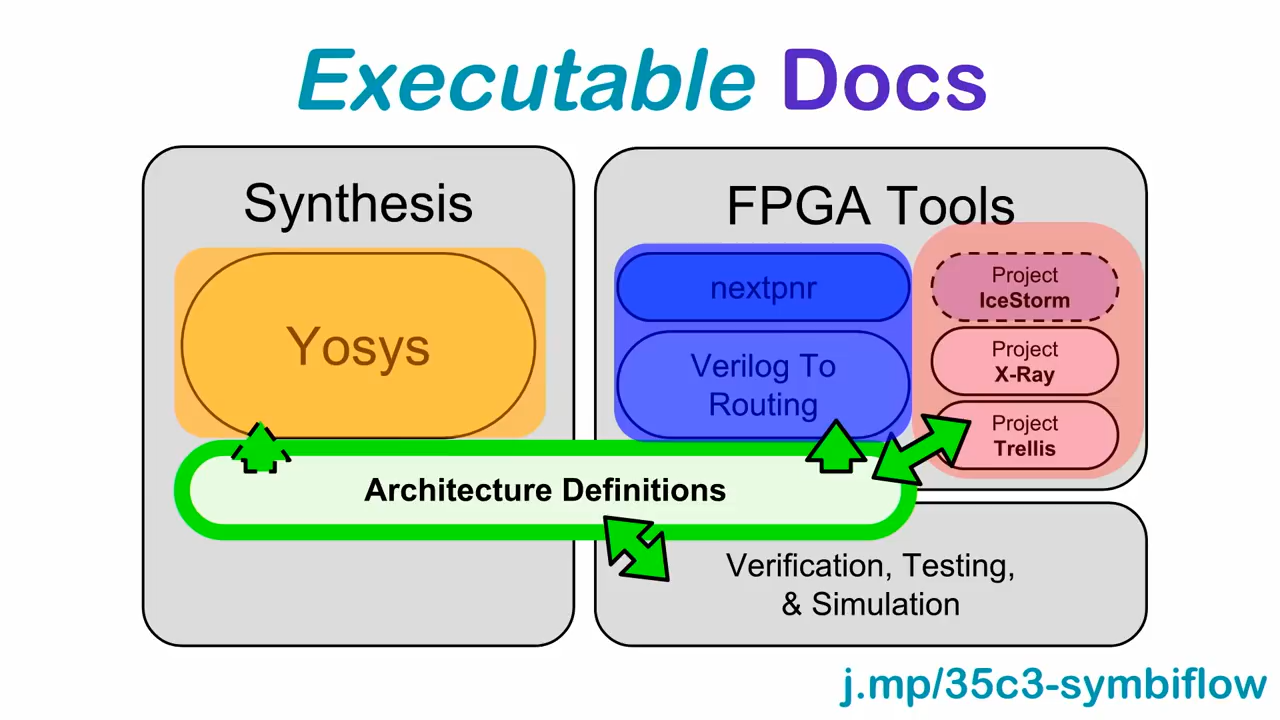 Executable Docs
Synthesis
Yosys
FPGA Tools
nextpnr
Verilog To
Routing
Project
IceStorm
Project
X-Ray
Project
Trellis
Architecture Definitions
Verification, Testing,
& Simulation
j.mp/35c3-symbiflow